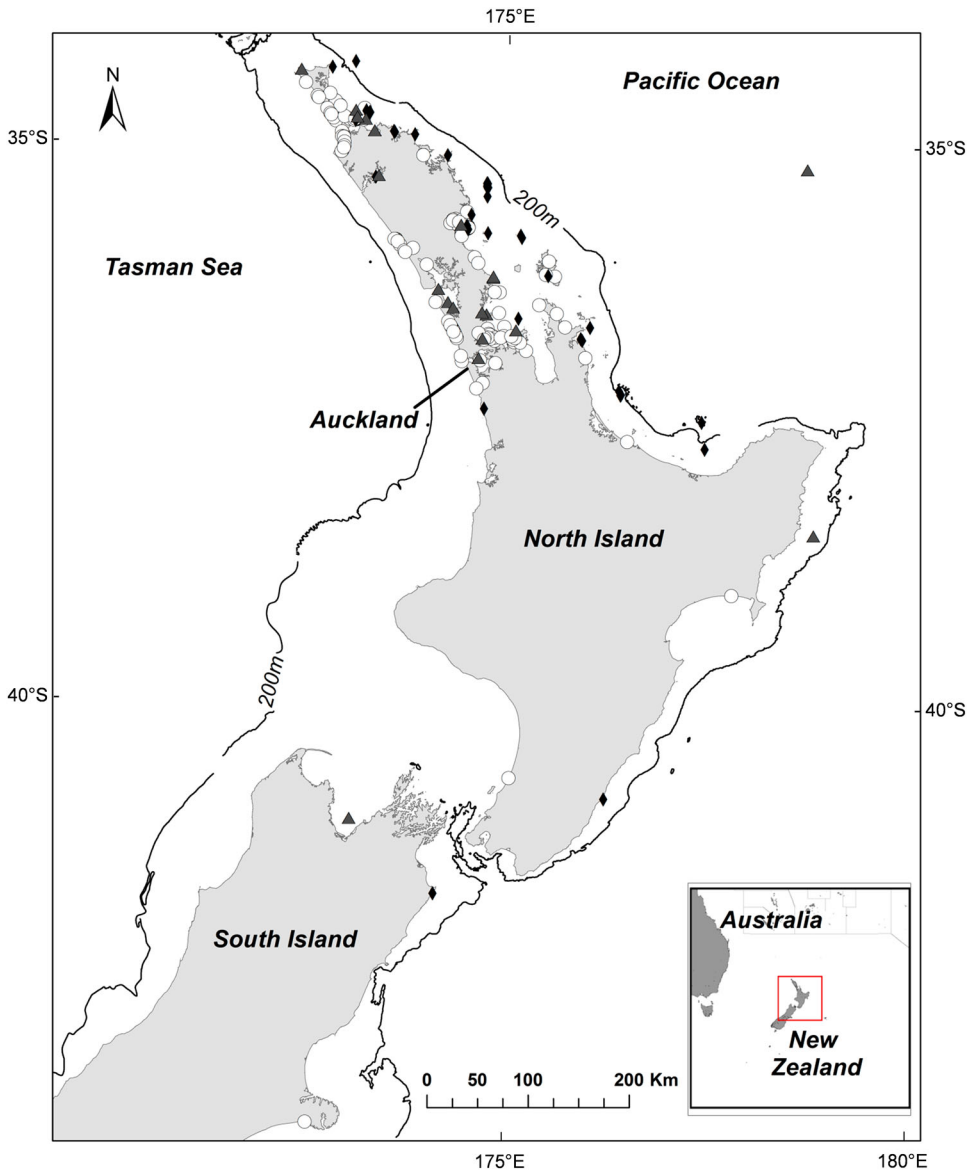 175°E
N
Pacific Ocean
35°S
35°S
200m
Tasman Sea
Auckland
North Island
200m
40°S
40°S
South Island
Australia
New
Zealand
0 50 100 200 Km
175°E
180°E